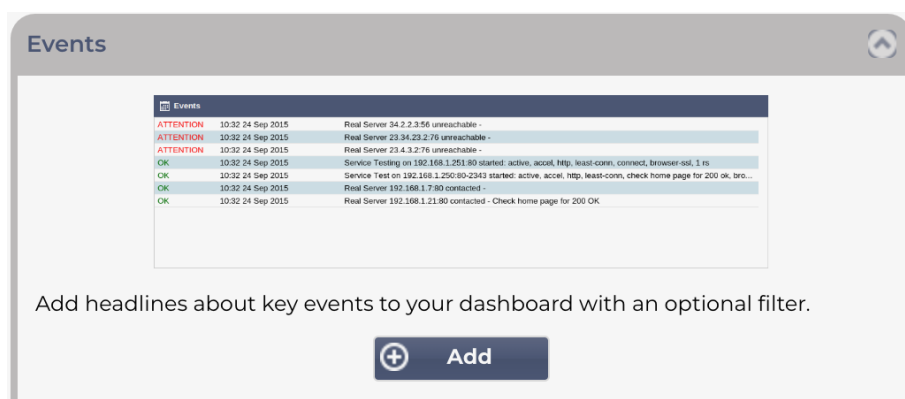 Events
Events
ATTENTION 10:32 24 Sep 2015 Real Server 34.2.2.3:56 unreachable -
ATTENTION 10:32 24 Sep 2015 Real Server 23.34.23.2:76 unreachable -
ATTENTION 10:32 24 Sep 2015 Real Server 23.4.3.2:76 unreachable -
OK 10:32 24 Sep 2015 Service Testing on 192.168.1.251:80 started: active, accel, http, least-conn, connect, browser-ssl, 1 rs
OK 10:32 24 Sep 2015 Service Test on 192.168.1.250:80-2343 started: active, accel, http, least-conn, check home page for 200 ok, bro...
OK 10:32 24 Sep 2015 Real Server 192.168.1.7:80 contacted -
OK 10:32 24 Sep 2015 Real Server 192.168.1.21:80 contacted - Check home page for 200 OK
Add headlines about key events to your dashboard with an optional filter.
Add